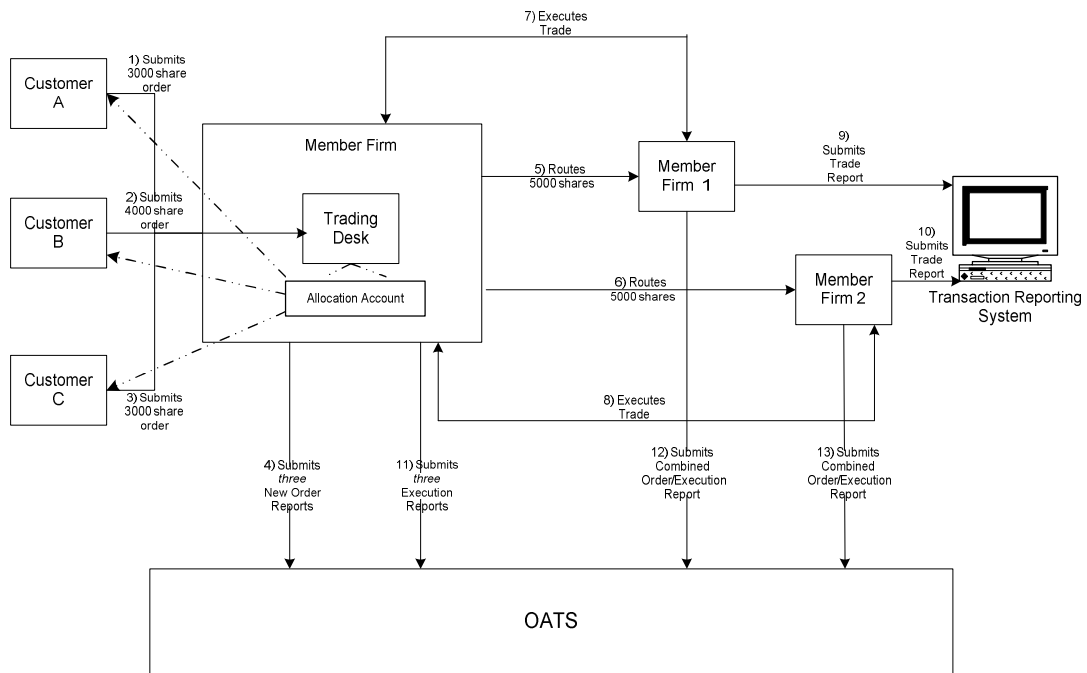 7) Executes
Trade
1) Submits
3000 share
order
Customer
A
Member Firm
9)
Submits
Trade
Report
5) Routes
5000 shares
Member
Firm 1
2) Submits
4000 share
order
Customer
B
Trading
Desk
10)
Submits
Trade
Report
6) Routes
5000 shares
Member
Firm 2
Allocation Account
Transaction Reporting
System
Customer
C
3) Submits
3000 share
order
8) Executes
Trade
4) Submits
three
New Order
Reports
11) Submits
three
Execution
Reports
12) Submits
Combined
Order/Execution
Report
13) Submits
Combined
Order/Execution
Report
OATS